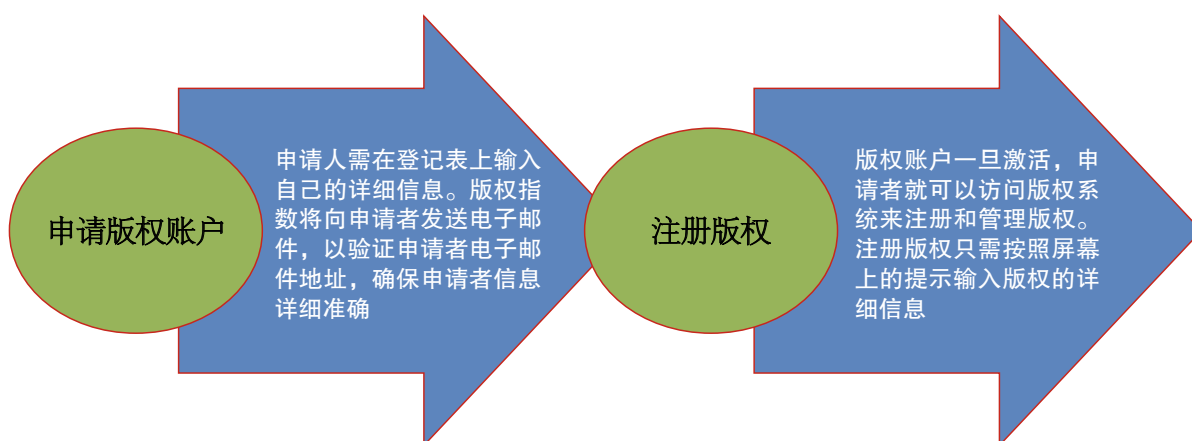 申请版权账户
申请人需在登记表上输入
自己的详细信息。版权指
数将向申请者发送电子邮
件，以验证申请者电子邮
件地址，确保申请者信息
详细准确
注册版权
版权账户一旦激活，申
请者就可以访问版权系
统来注册和管理版权。
注册版权只需按照屏幕
上的提示输入版权的详
细信息